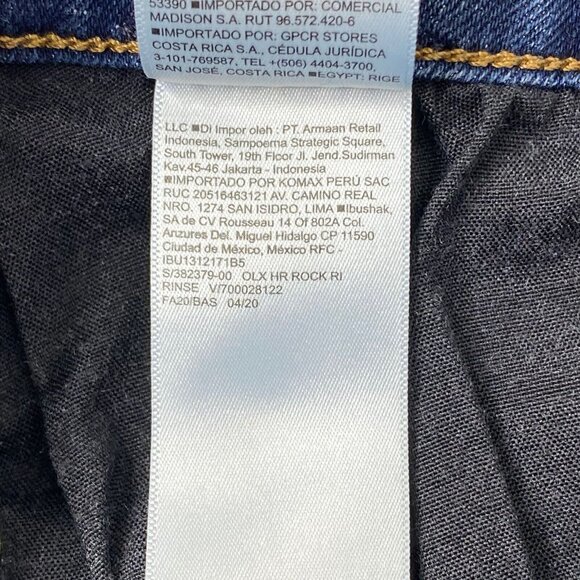 53390 ■IMPORTADO POR: COMERCIAL
MADISON S.A. RUT 96.572.420-6
■IMPORTADO POR: GPCR STORES
COSTA RICA S.A., CÉDULA JURÍDICA
3-101-769587, TEL +(506) 4404-3700,
SAN JOSÉ, COSTA RICA ■EGYPT: RIGE
LLC ■Di Impor oleh : PT. Armaan Retail
Indonesia, Sampoerna Strategic Square,
South Tower, 19th Floor Jl. Jend.Sudirman
Kav.45-46 Jakarta - Indonesia
■IMPORTADO POR KOMAX PERÚ SAC
RUC 20516463121 AV. CAMINO REAL
NRO. 1274 SAN ISIDRO, LIMA ■Ibushak,
SA de CV Rousseau 14 Of 802A Col.
Anzures Del. Miguel Hidalgo CP 11590
Ciudad de México, México RFC -
IBU1312171B5
S/382379-00 OLX HR ROCK RI
RINSE V/700028122
FA20/BAS 04/20